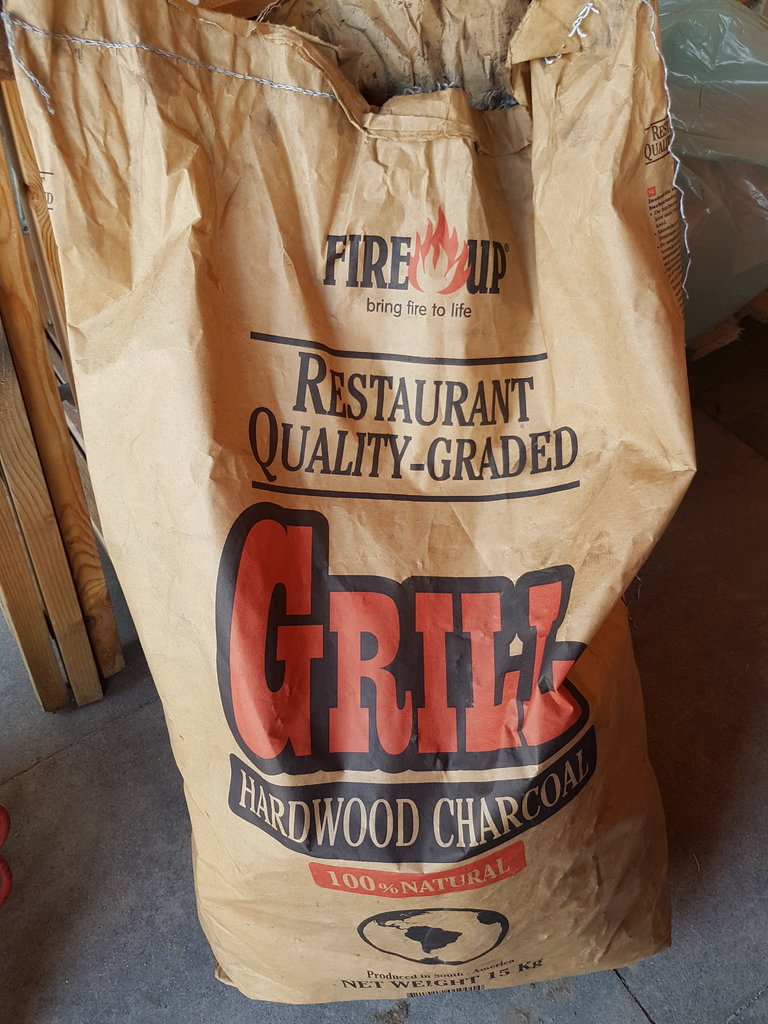 FIRE UP®
bring fire to life
RESTAURANT
QUALITY-GRADED
GRILL
HARDWOOD CHARCOAL
100% NATURAL
Produced in South - America
NET WEIGHT 15 Kg